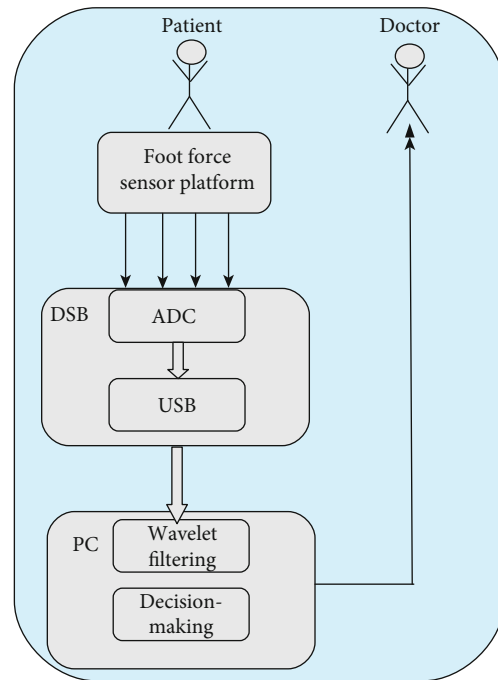 Patient
Doctor
Foot force
sensor platform
DSB
ADC
USB
PC
Wavelet
filtering
Decision-
making